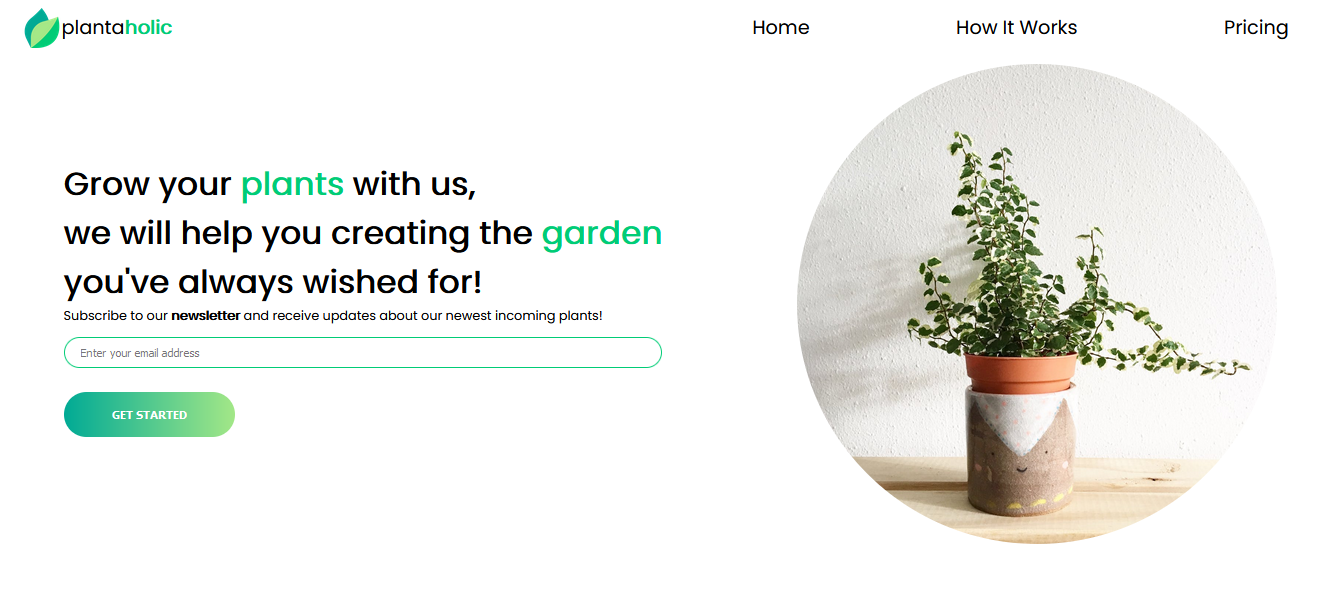 plantaholic
Home
How It Works
Pricing
Grow your plants with us,
we will help you creating the garden
you've always wished for!
Subscribe to our newsletter and receive updates about our newest incoming plants!
Enter your email address
GET STARTED